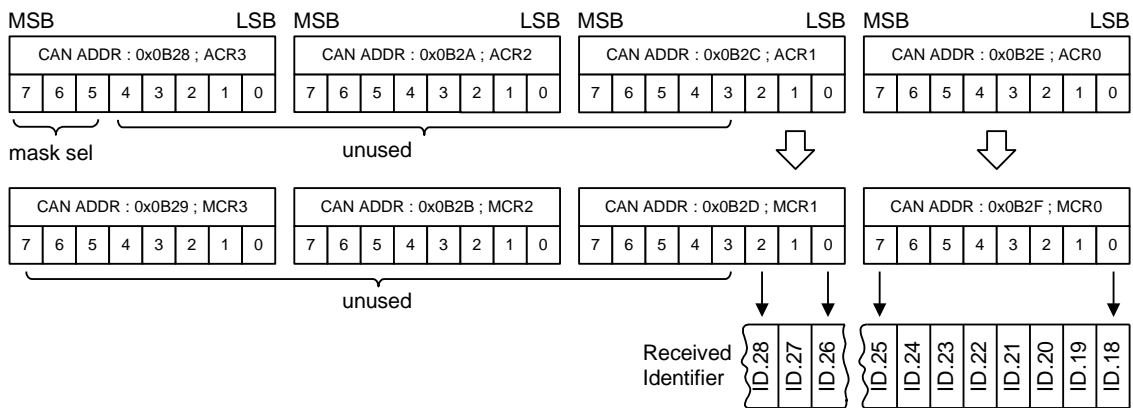 MSB LSB MSB LSB MSB LSB
CAN ADDR : 0x0B28 ; ACR3 CAN ADDR : 0x0B2A ; ACR2 CAN ADDR : 0x0B2C ; ACR1 CAN ADDR : 0x0B2E ; ACR0
7 6 5 4 3 2 1 0 7 6 5 4 3 2 1 0 7 6 5 4 3 2 1 0 7 6 5 4 3 2 1 0
mask sel unused
CAN ADDR : 0x0B29 ; MCR3 CAN ADDR : 0x0B2B ; MCR2 CAN ADDR : 0x0B2D ; MCR1 CAN ADDR : 0x0B2F ; MCR0
7 6 5 4 3 2 1 0 7 6 5 4 3 2 1 0 7 6 5 4 3 2 1 0 7 6 5 4 3 2 1 0
unused
Received
Identifier
ID.28 ID.27 ID.26 ID.25 ID.24 ID.23 ID.22 ID.21 ID.20 ID.19 ID.18